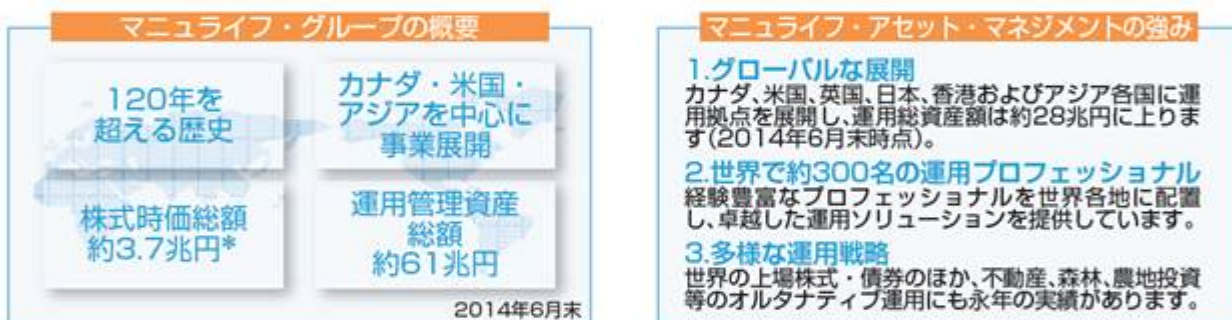 マニュライフ・グループの概要
120年を
超える歴史
カナダ・米国・
アジアを中心に
事業展開
株式時価総額
約3.7兆円*
運用管理資産
総額
約61兆円
2014年6月末
マニュライフ・アセット・マネジメントの強み
1.グローバルな展開
カナダ、米国、英国、日本、香港およびアジア各国に運
用拠点を展開し、運用総資産額は約28兆円に上りま
す(2014年6月末時点)。
2.世界で約300名の運用プロフェッショナル
経験豊富なプロフェッショナルを世界各地に配置
し、卓越した運用ソリューションを提供しています。
3.多様な運用戦略
世界の上場株式・債券のほか、不動産、森林、農地投資
等のオルタナティブ運用にも永年の実績があります。